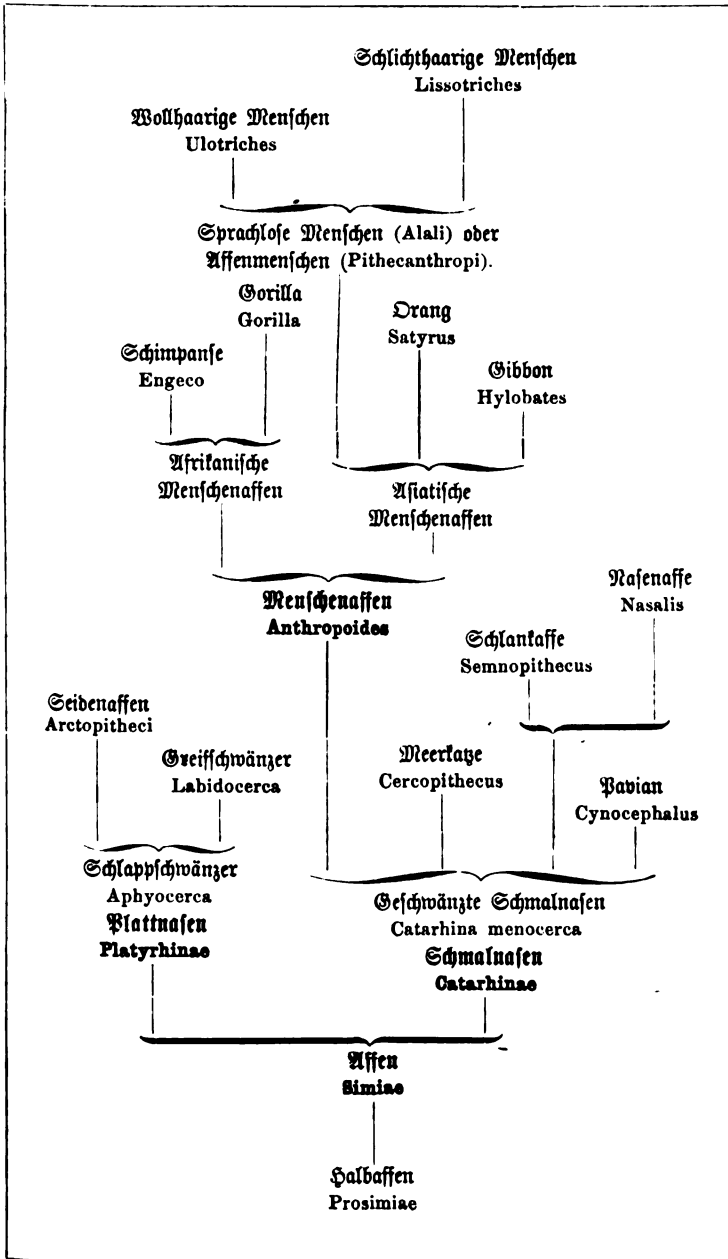 Schlichthaarige Menschen
Lissotriches
Wollhaarige Menschen
Ulotriches
Sprachlose Menschen (Alali) oder
Affenmenschen (Pithecanthropi).
Gorilla
Gorilla
Orang
Satyrus
Schimpanse
Engeco
Gibbon
Hylobates
Afrikanische
Menschenaffen
Asiatische
Menschenaffen
Menschenaffen
Anthropoides
Nasenaffe
Nasalis
Schlankaffe
Semnopithecus
Seidenaffen
Arctopitheci
Greifschwänzer
Labidocerca
Meerkatze
Cercopithecus
Pavian
Cynocephalus
Schlappschwänzer
Aphyocerca
Plattnasen
Platyrhinae
Geschwänzte Schmalnasen
Catarhina menocerca
Schmalnasen
Catarhinae
Affen
Simiae
Halbaffen
Prosimiae